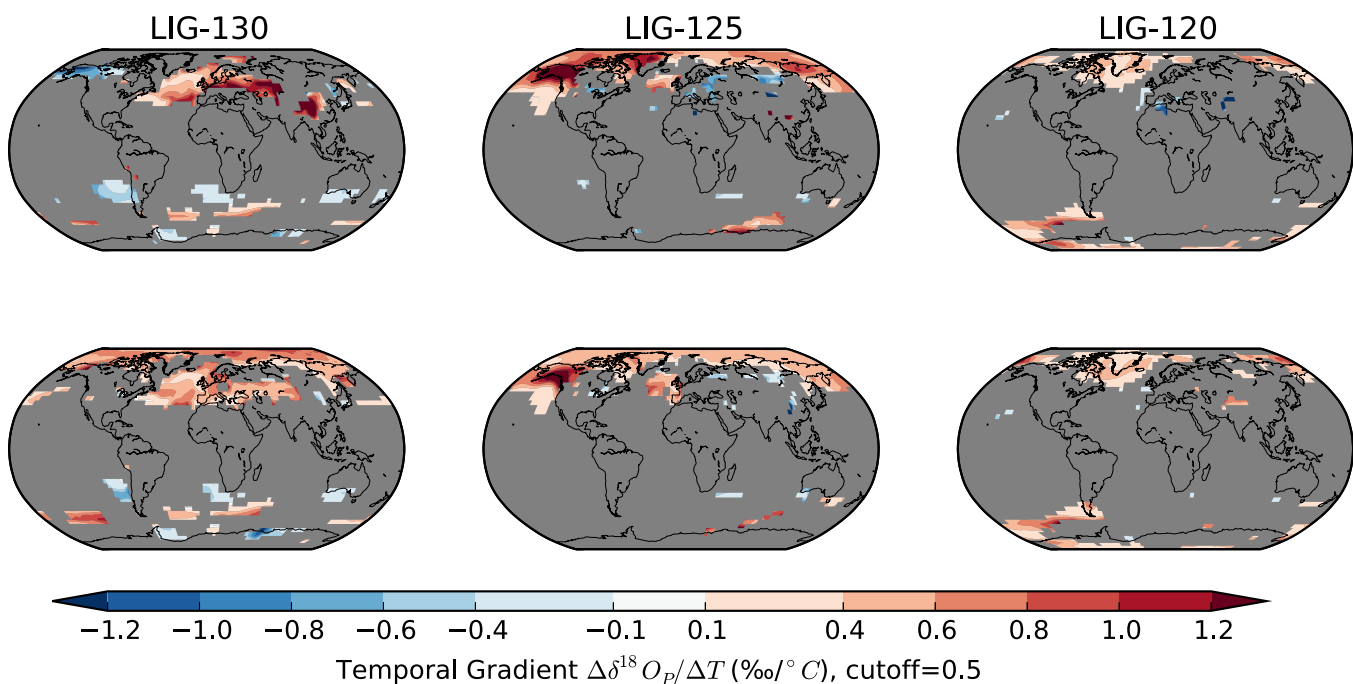 LIG-130 LIG-125 LIG-120
−1.2 −1.0 −0.8 −0.6 −0.4 −0.1 0.1 0.4 0.6 0.8 1.0 1.2
Temporal Gradient Δδ¹⁸O_P/ΔT (‰/°C), cutoff=0.5